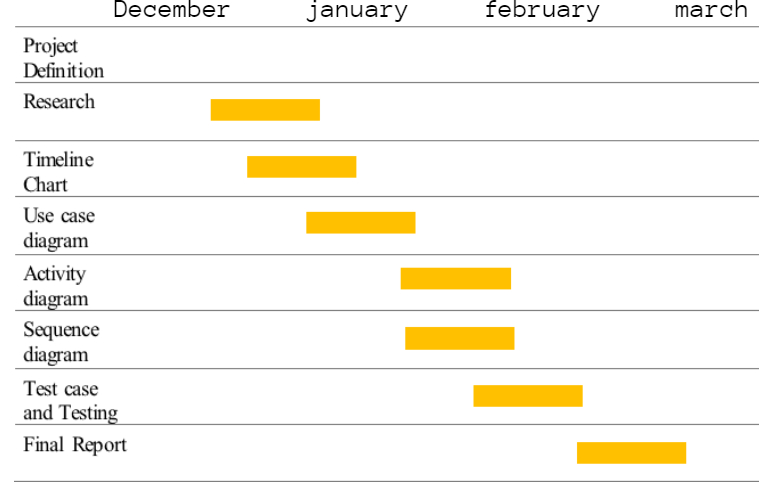 December january february march
Project
Definition
Research
Timeline
Chart
Use case
diagram
Activity
diagram
Sequence
diagram
Test case
and Testing
Final Report